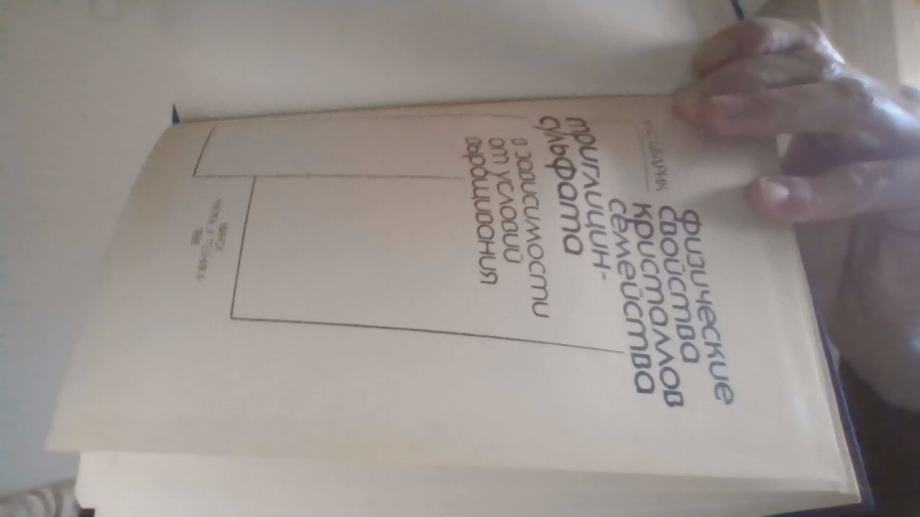 физические
свойства
кристаллов
семейства
триглицин-
сульфата
в зависимости
от условий
выращивания